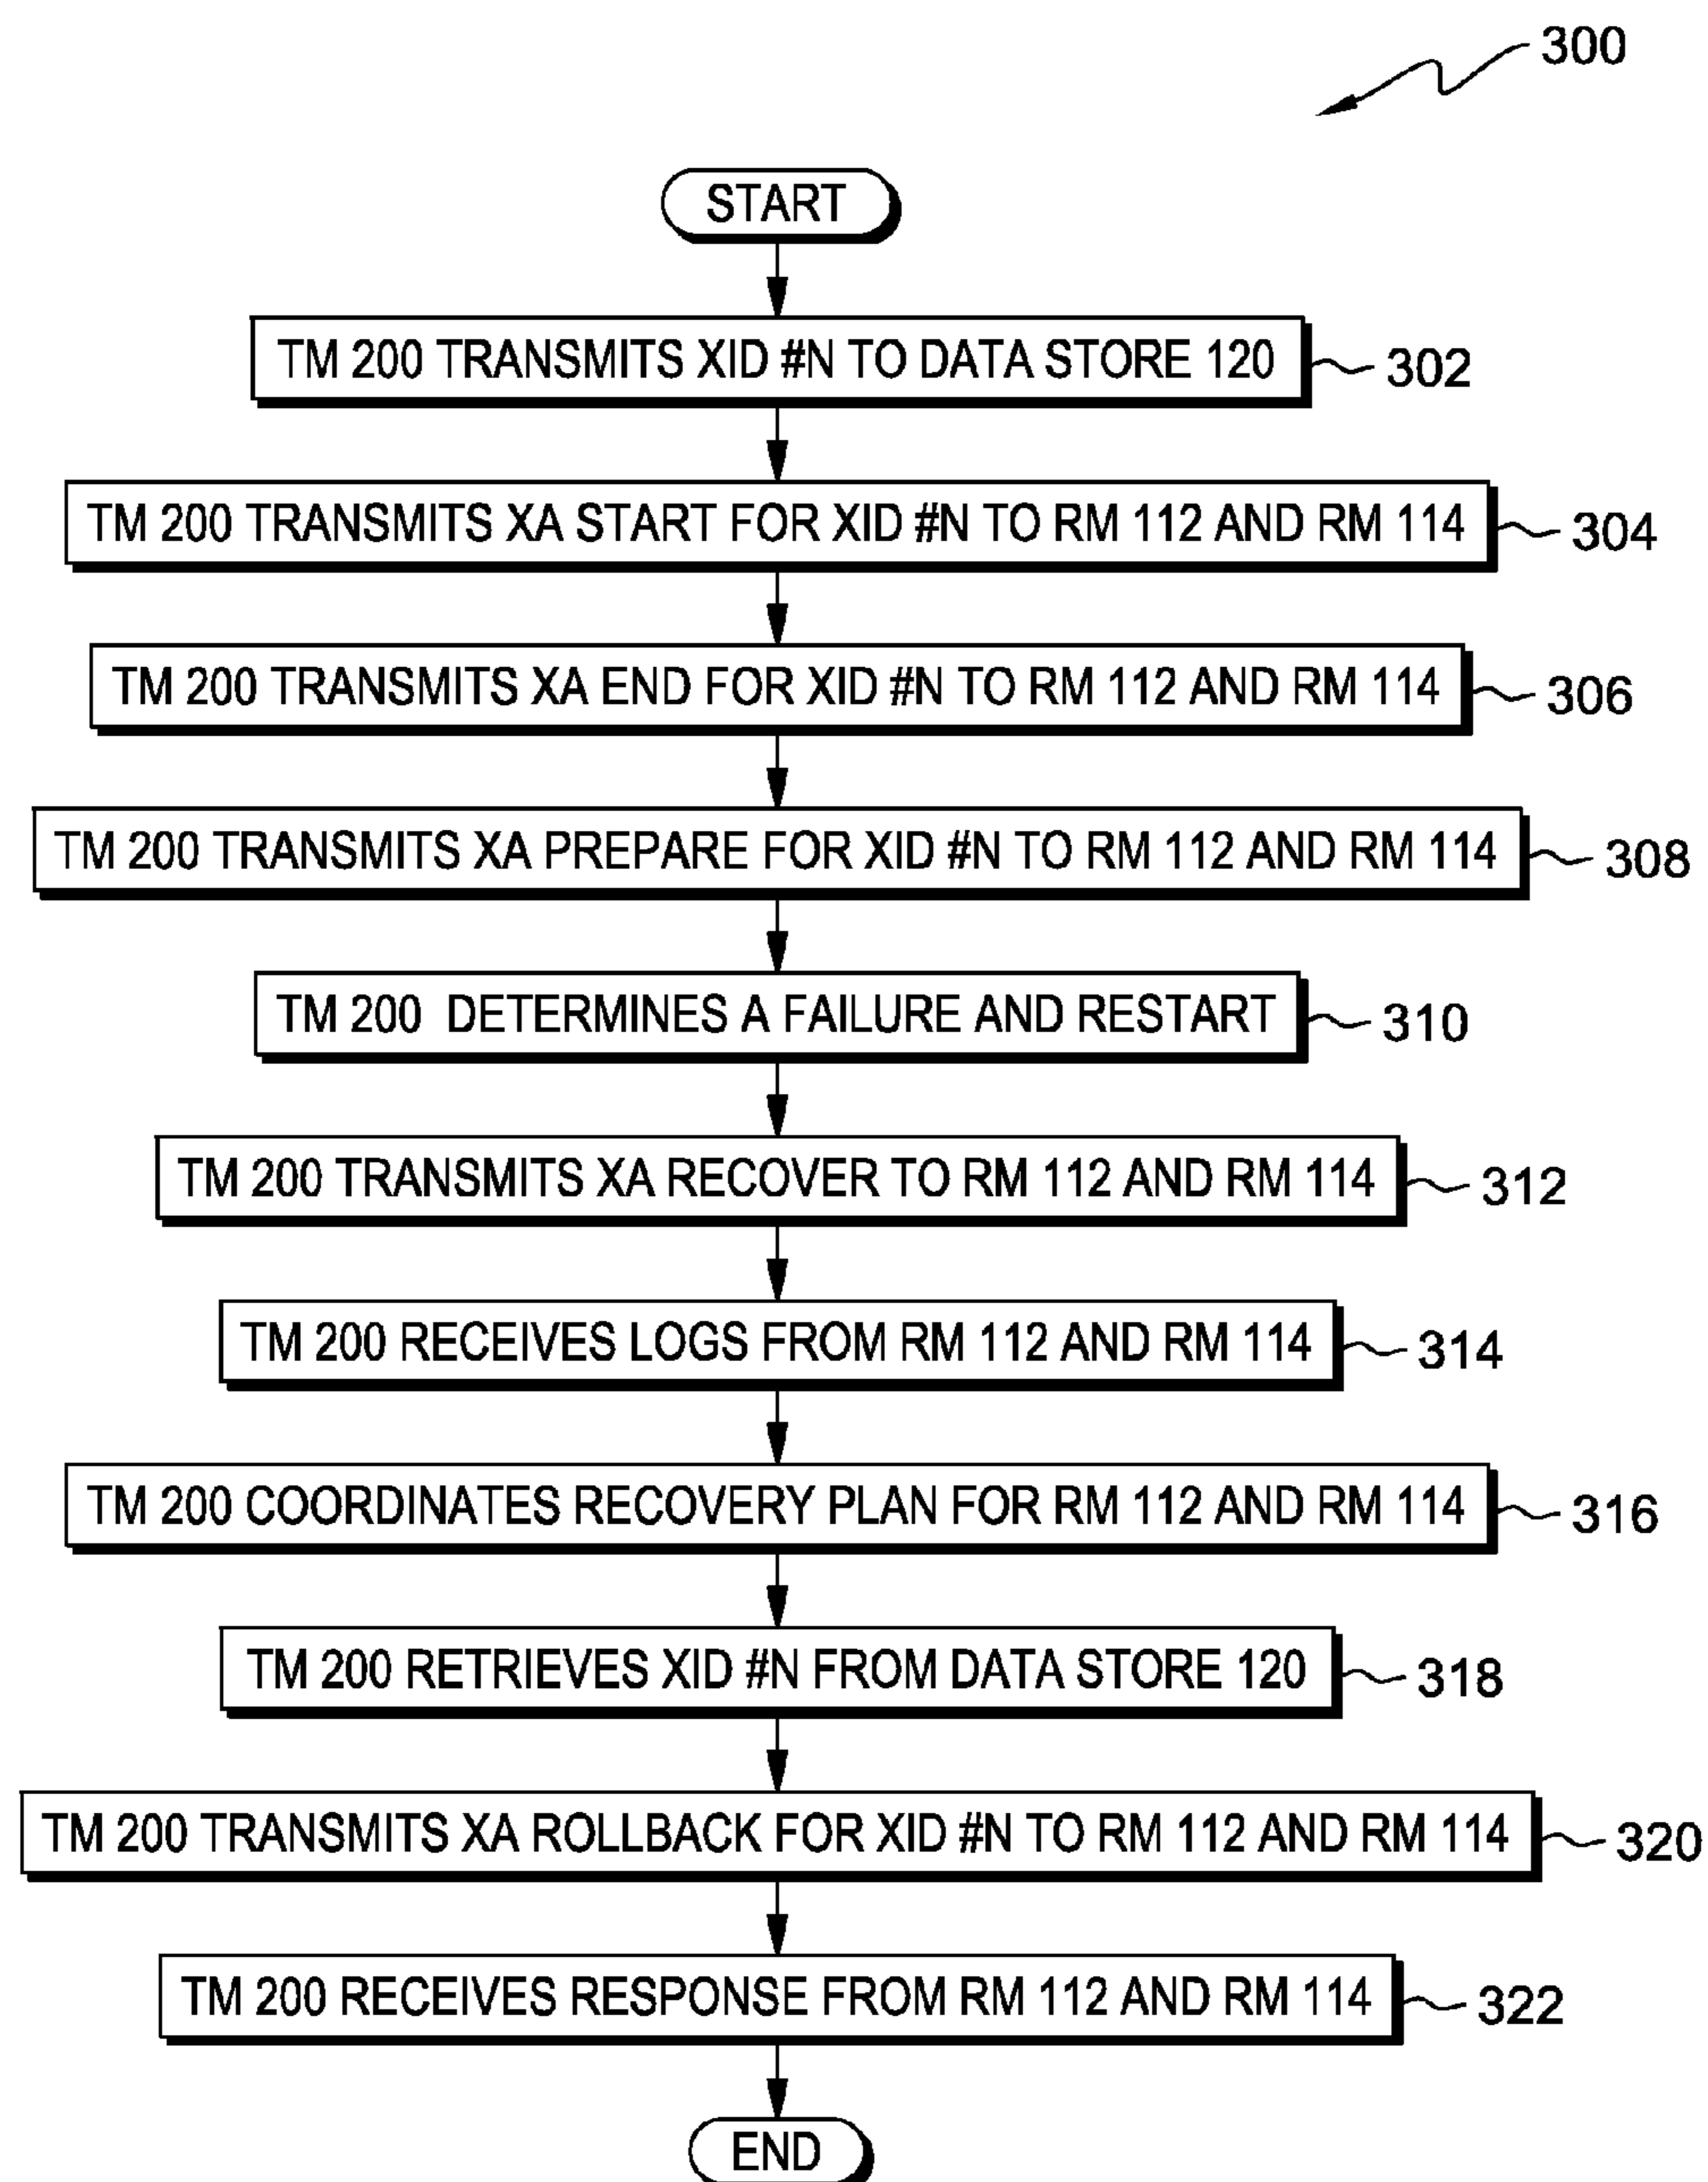 300
START
TM 200 TRANSMITS XID #N TO DATA STORE 120
302
TM 200 TRANSMITS XA START FOR XID #N TO RM 112 AND RM 114
304
TM 200 TRANSMITS XA END FOR XID #N TO RM 112 AND RM 114
306
TM 200 TRANSMITS XA PREPARE FOR XID #N TO RM 112 AND RM 114
308
TM 200 DETERMINES A FAILURE AND RESTART
310
TM 200 TRANSMITS XA RECOVER TO RM 112 AND RM 114
312
TM 200 RECEIVES LOGS FROM RM 112 AND RM 114
314
TM 200 COORDINATES RECOVERY PLAN FOR RM 112 AND RM 114
316
TM 200 RETRIEVES XID #N FROM DATA STORE 120
318
TM 200 TRANSMITS XA ROLLBACK FOR XID #N TO RM 112 AND RM 114
320
TM 200 RECEIVES RESPONSE FROM RM 112 AND RM 114
322
END